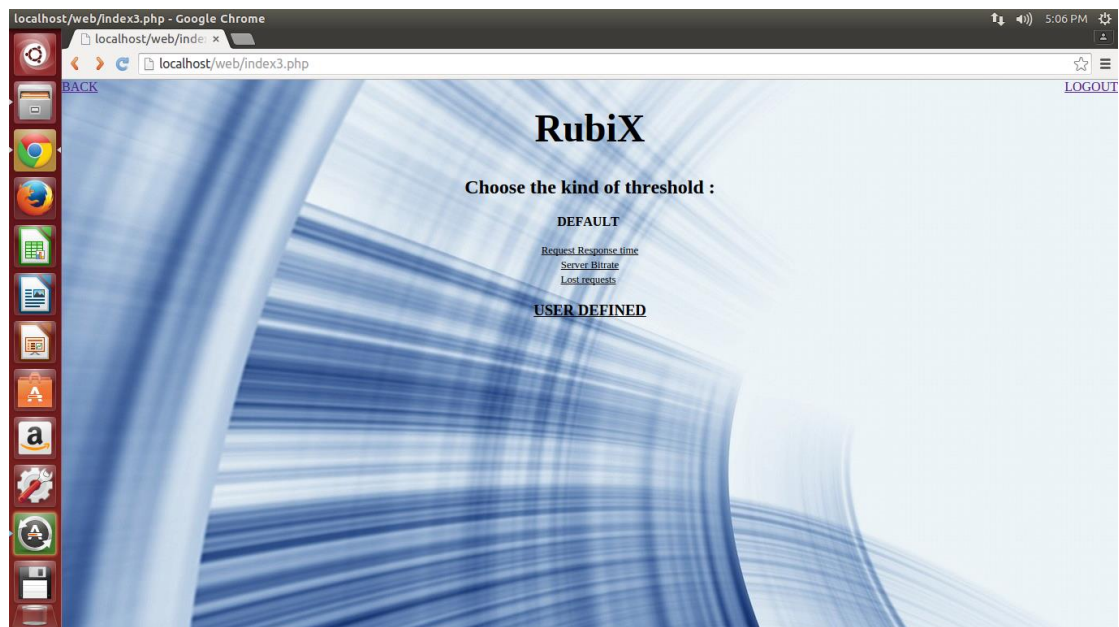 localhost/web/index3.php - Google Chrome
5:06 PM
localhost/web/inde
localhost/web/index3.php
BACK
LOGOUT
RubiX
Choose the kind of threshold :
DEFAULT
Request Response time
Server Bitrate
Lost requests
USER DEFINED
a